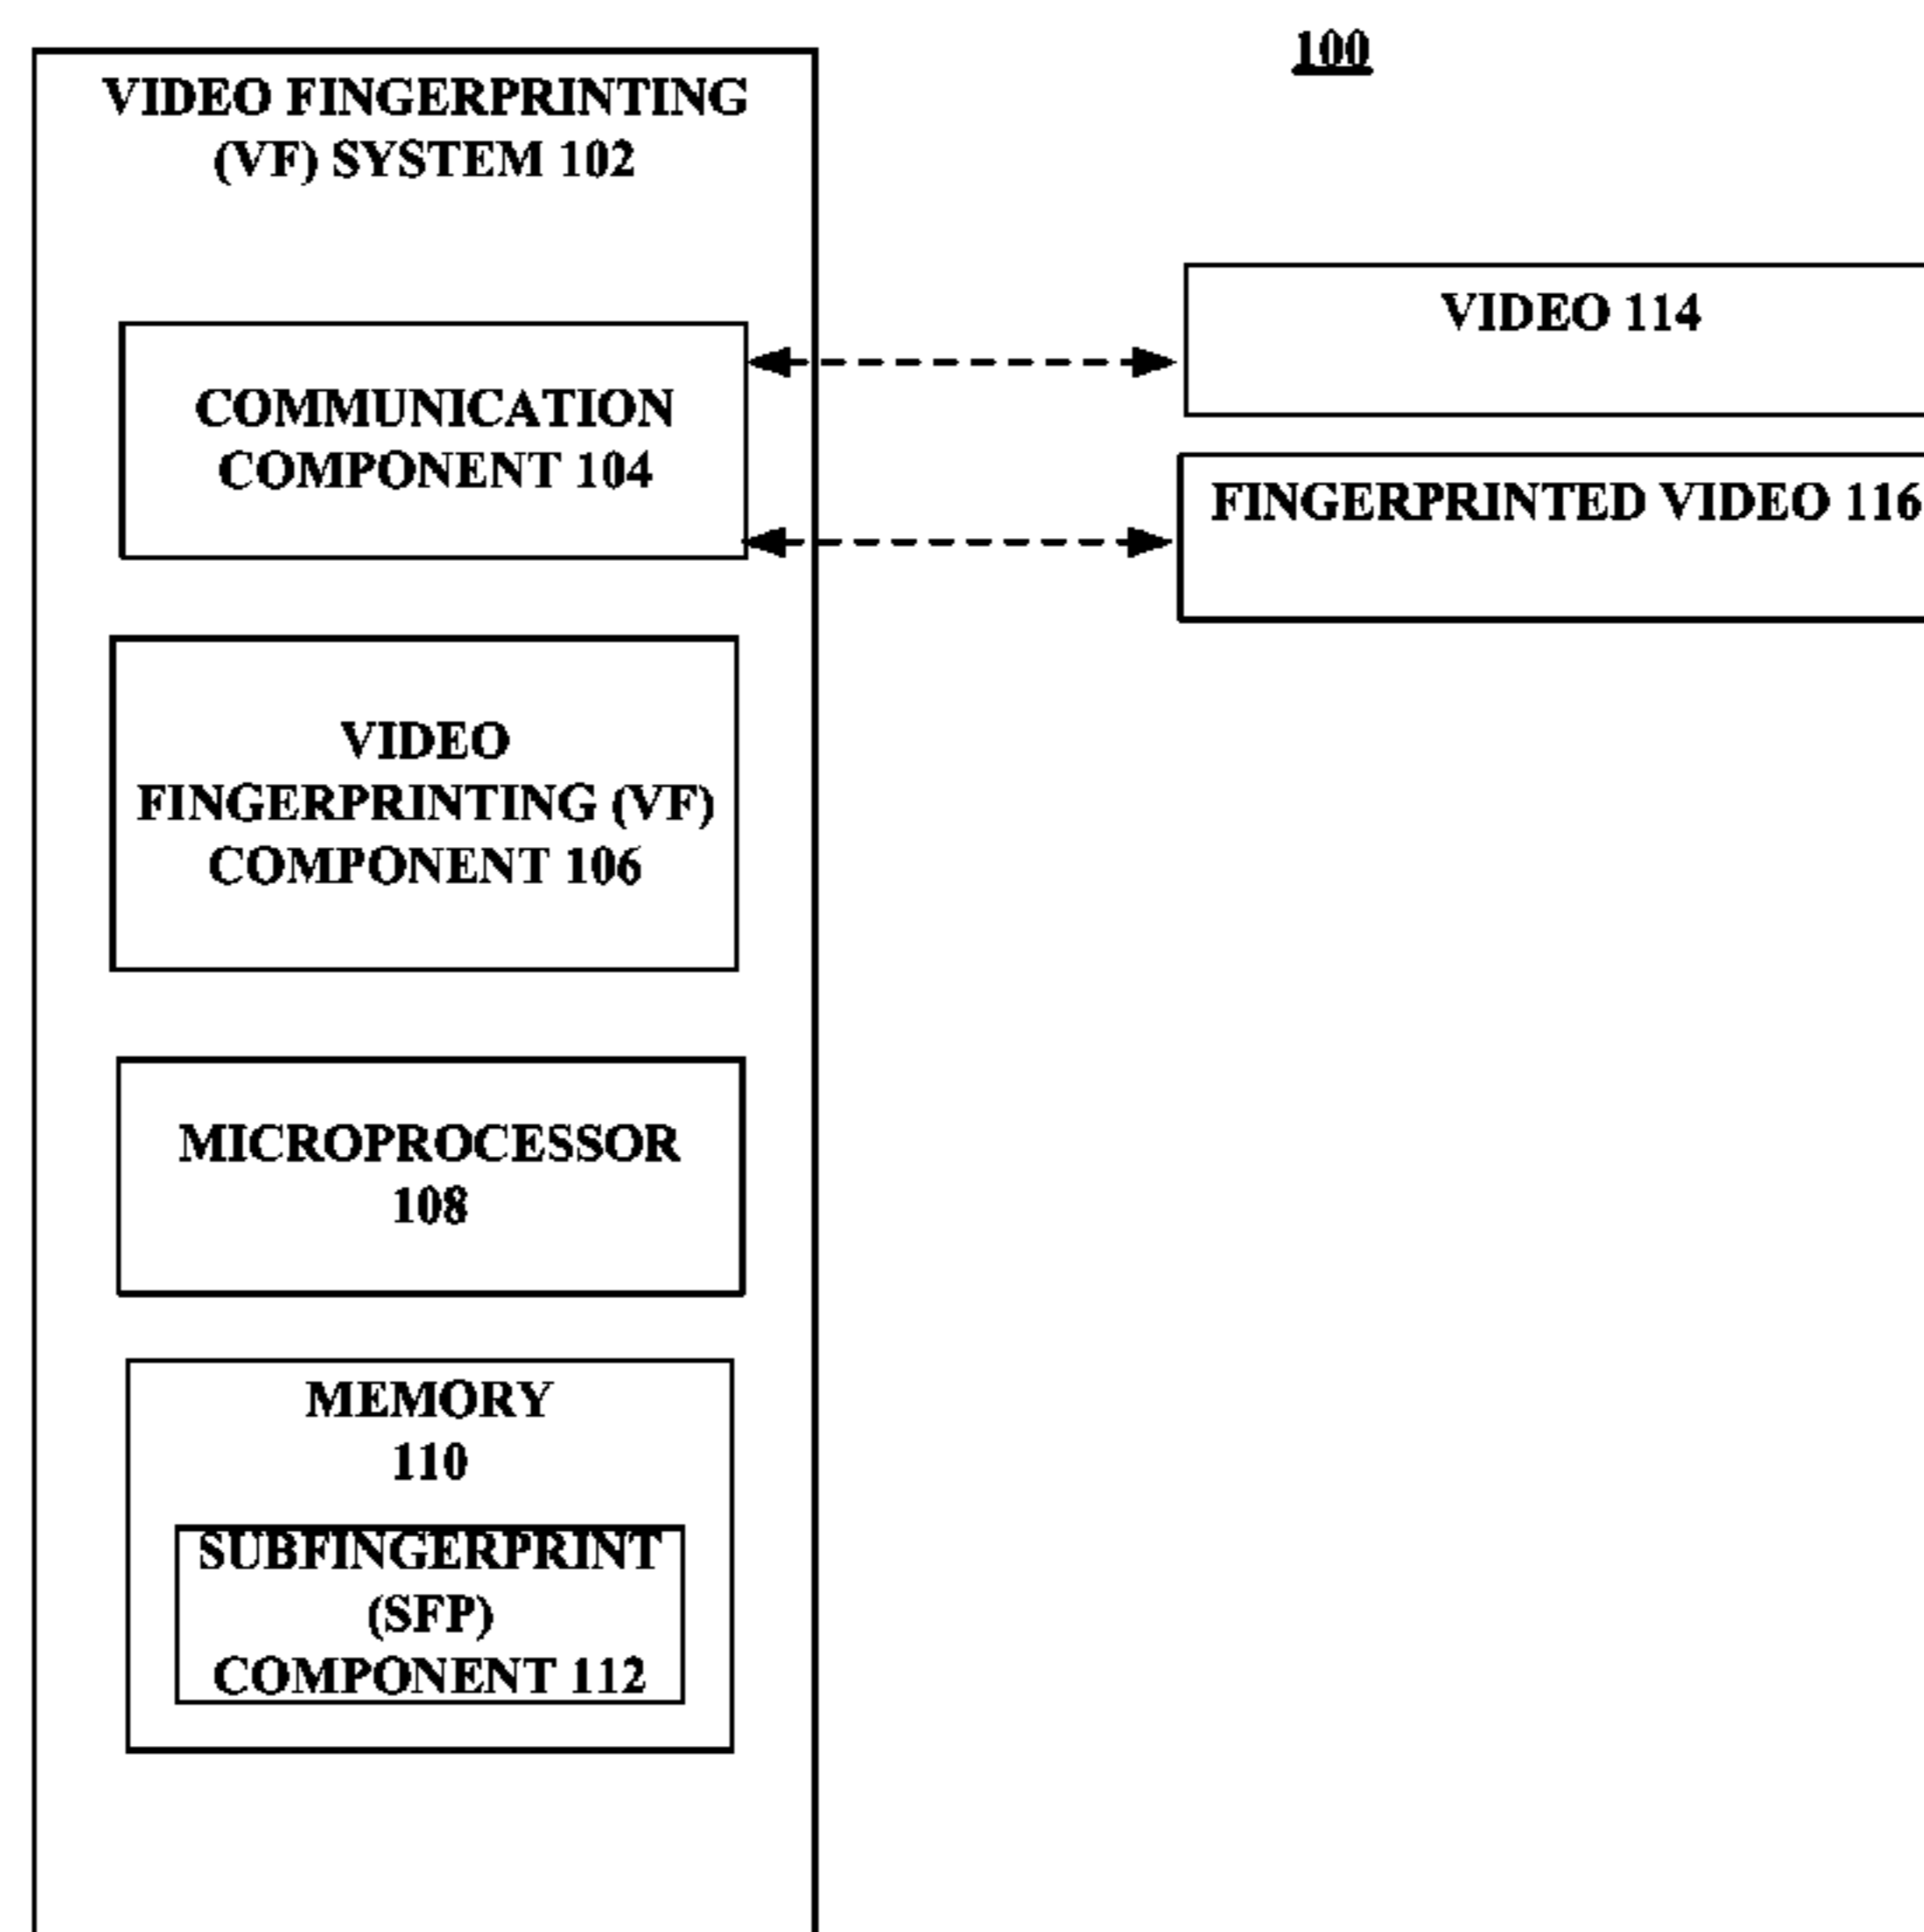 100
VIDEO FINGERPRINTING
(VF) SYSTEM 102
COMMUNICATION
COMPONENT 104
VIDEO 114
FINGERPRINTED VIDEO 116
VIDEO
FINGERPRINTING (VF)
COMPONENT 106
MICROPROCESSOR
108
MEMORY
110
SUBFINGERPRINT
(SFP)
COMPONENT 112